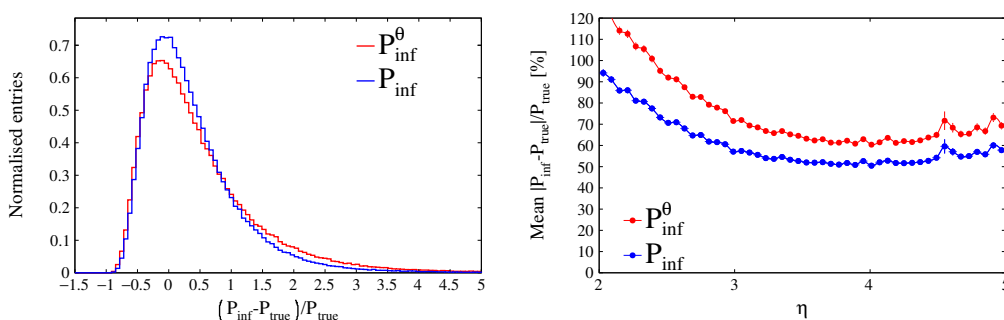 Normalised entries
0.7
0.6
0.5
0.4
0.3
0.2
0.1
0
−1.5 −1 −0.5 0 0.5 1 1.5 2 2.5 3 3.5 4 4.5 5
(P_inf-P_true)/P_true
P^θ_inf
P_inf
Mean |P_inf-P_true|/P_true [%]
120
110
100
90
80
70
60
50
40
30
20
10
0
2 3 4 5
η
P^θ_inf
P_inf